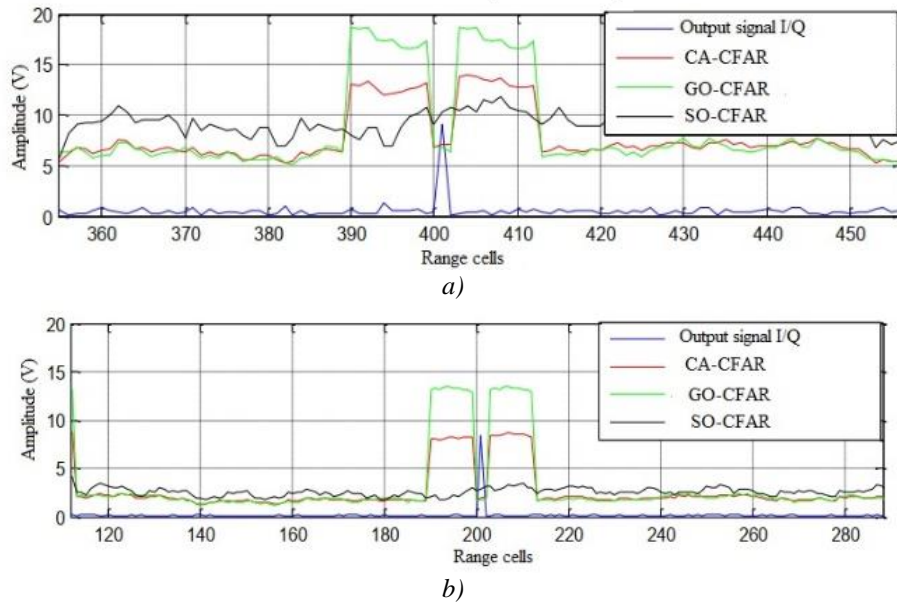 20
15
10
5
0
Amplitude (V)
Output signal I/Q
CA-CFAR
GO-CFAR
SO-CFAR
360 370 380 390 400 410 420 430 440 450
Range cells
a)
20
15
10
5
0
Amplitude (V)
Output signal I/Q
CA-CFAR
GO-CFAR
SO-CFAR
120 140 160 180 200 220 240 260 280
Range cells
b)